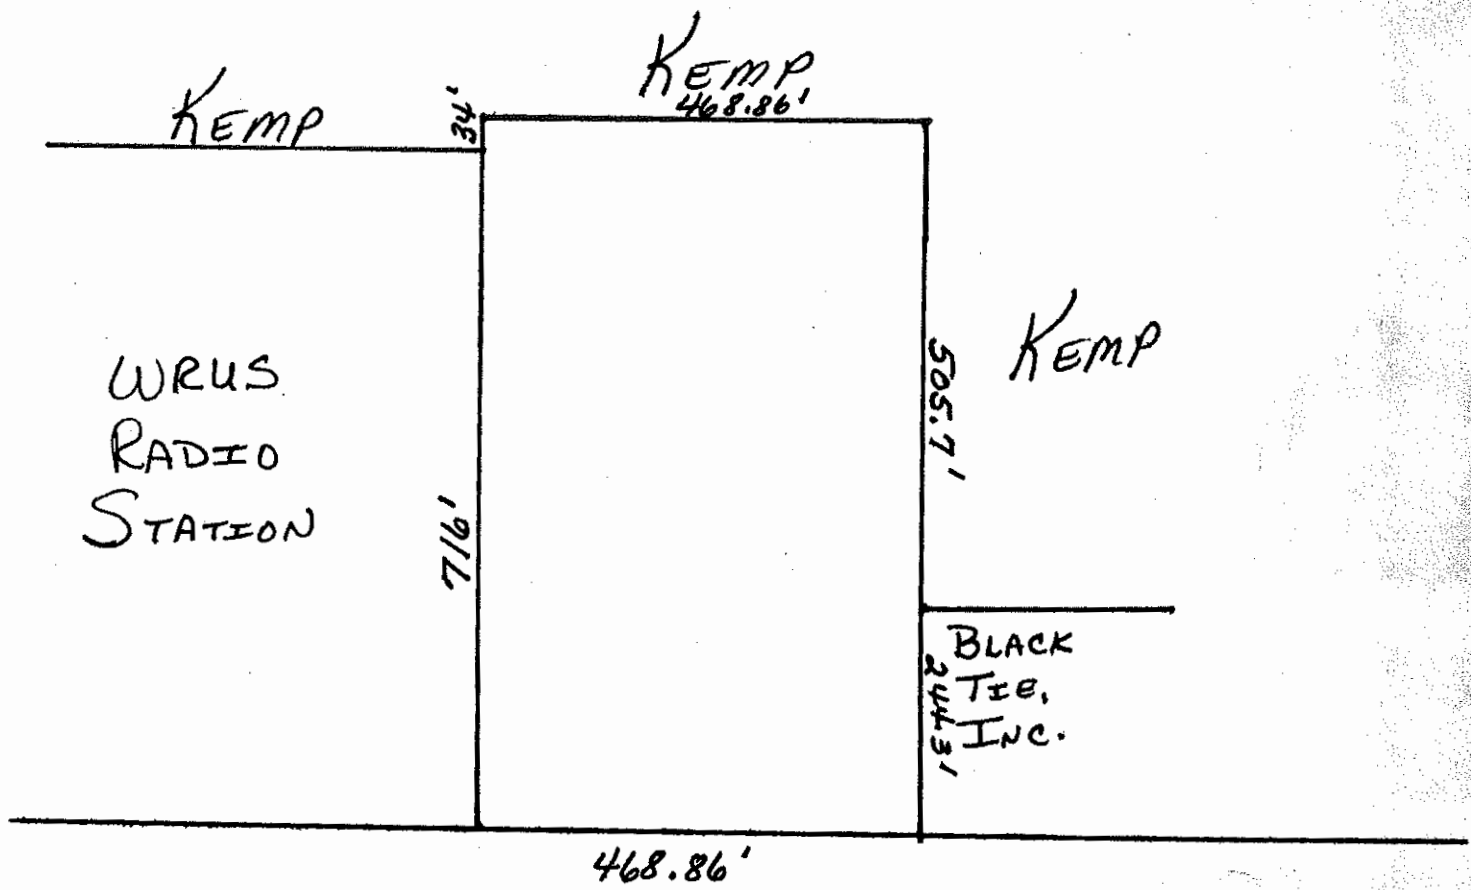 KEMP
468.86'
KEMP
34'
WRUS
RADIO
STATION
716'
505.7'
KEMP
BLACK
TIE,
INC.
244.3'
468.86'